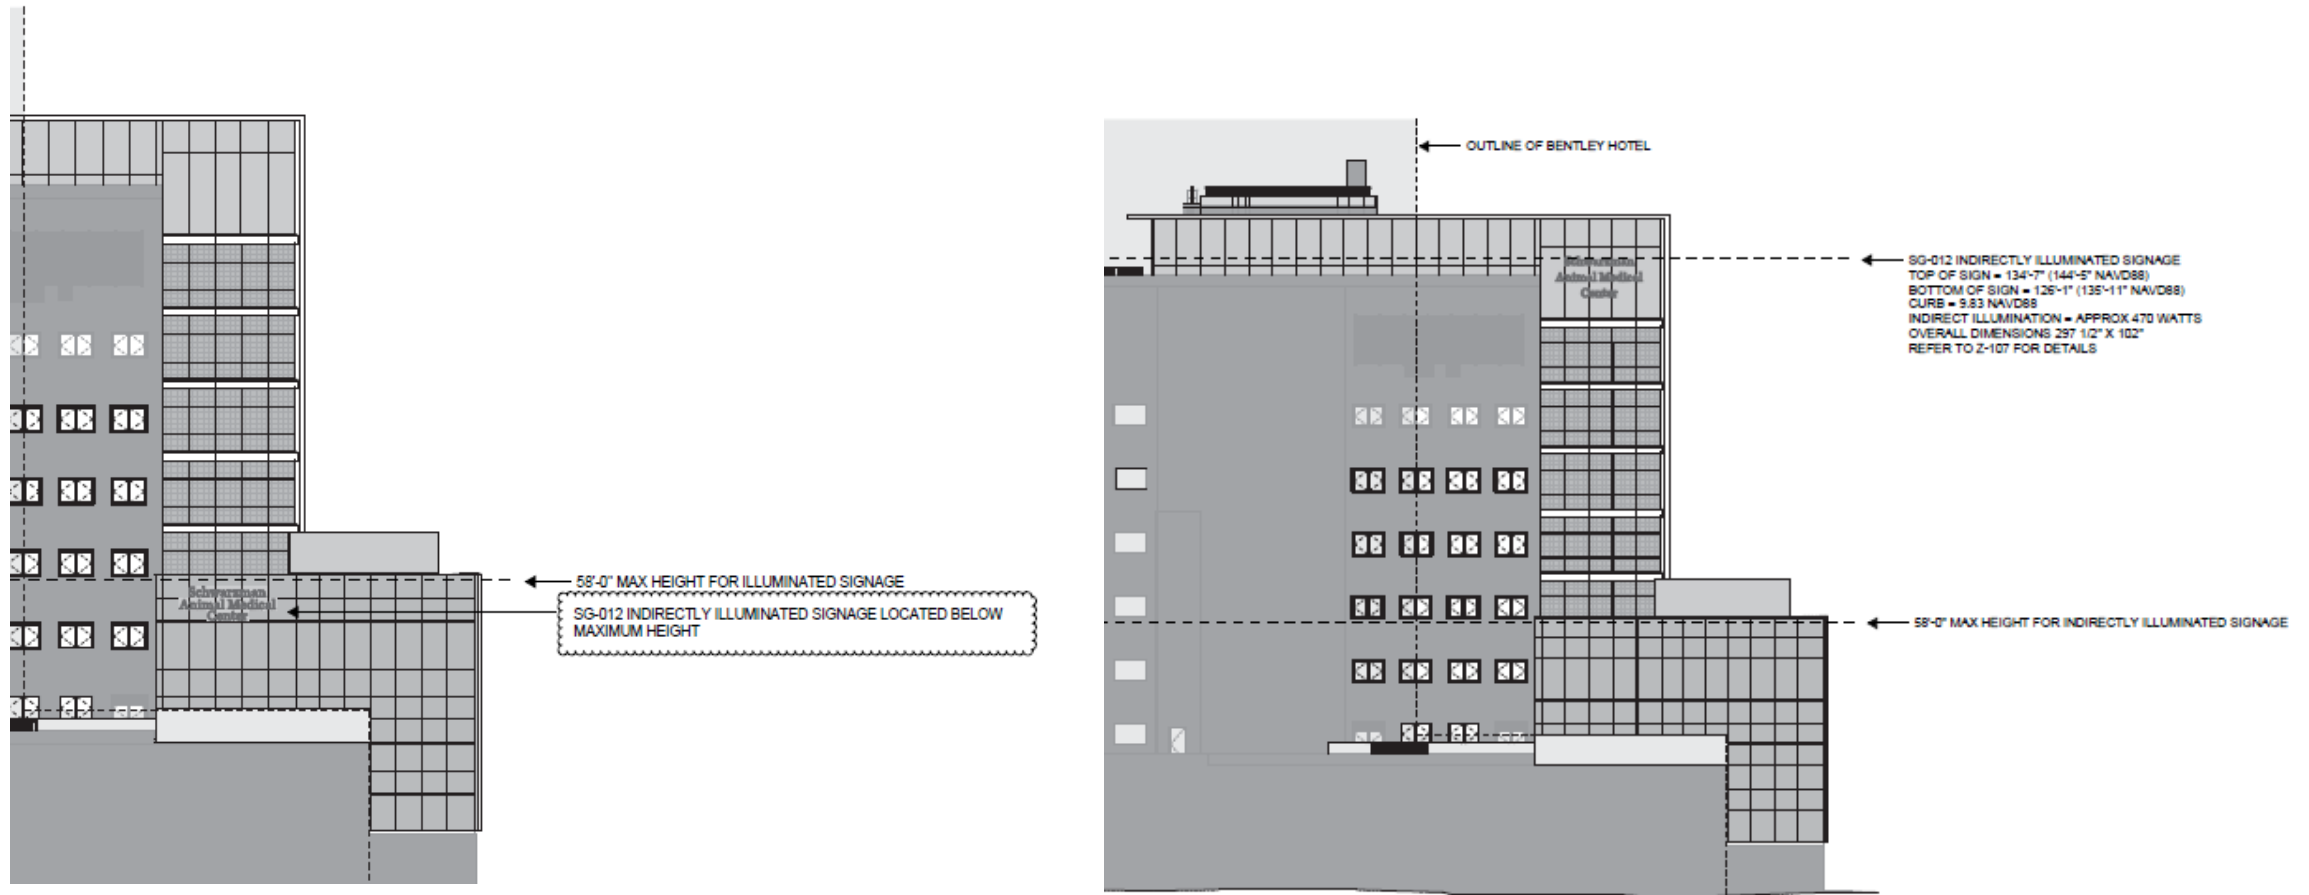 Schwarzman
Animal Medical
Center
58'-0" MAX HEIGHT FOR ILLUMINATED SIGNAGE
SG-012 INDIRECTLY ILLUMINATED SIGNAGE LOCATED BELOW
MAXIMUM HEIGHT
OUTLINE OF BENTLEY HOTEL
Schwarzman
Animal Medical
Center
SG-012 INDIRECTLY ILLUMINATED SIGNAGE
TOP OF SIGN = 134'-7" (144'-5" NAVD88)
BOTTOM OF SIGN = 126'-1" (135'-11" NAVD88)
CURB = 9.83 NAVD88
INDIRECT ILLUMINATION = APPROX 470 WATTS
OVERALL DIMENSIONS 297 1/2" X 102"
REFER TO Z-107 FOR DETAILS
58'-0" MAX HEIGHT FOR INDIRECTLY ILLUMINATED SIGNAGE